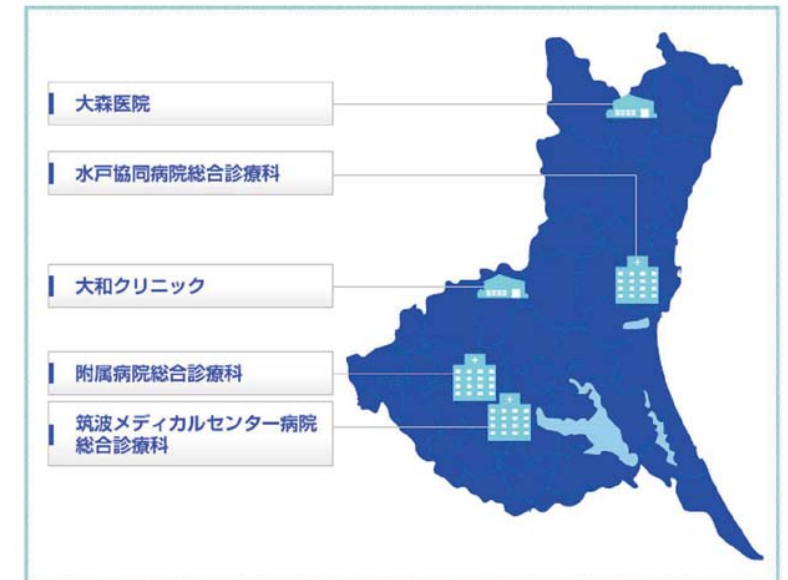 大森医院
水戸協同病院総合診療科
大和クリニック
附属病院総合診療科
筑波メディカルセンター病院
総合診療科